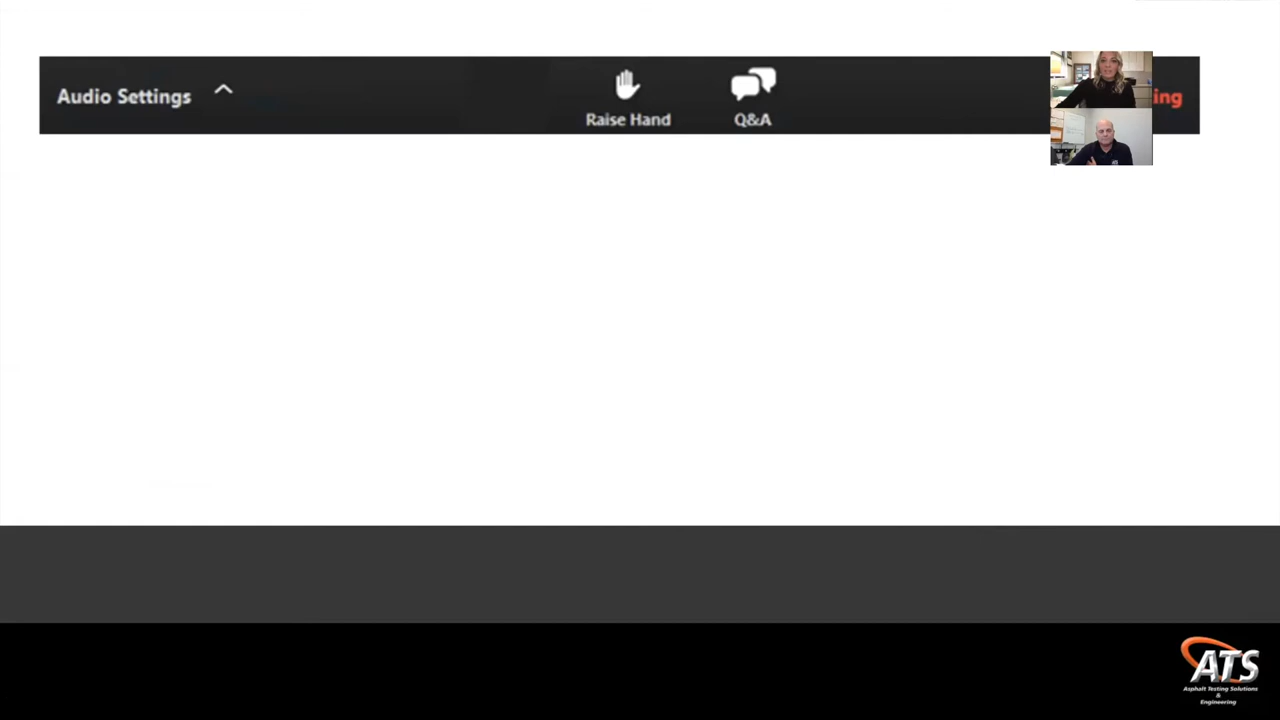 Audio Settings
Raise Hand
Q&A
ing
ATS
Asphalt Testing Solutions
&
Engineering